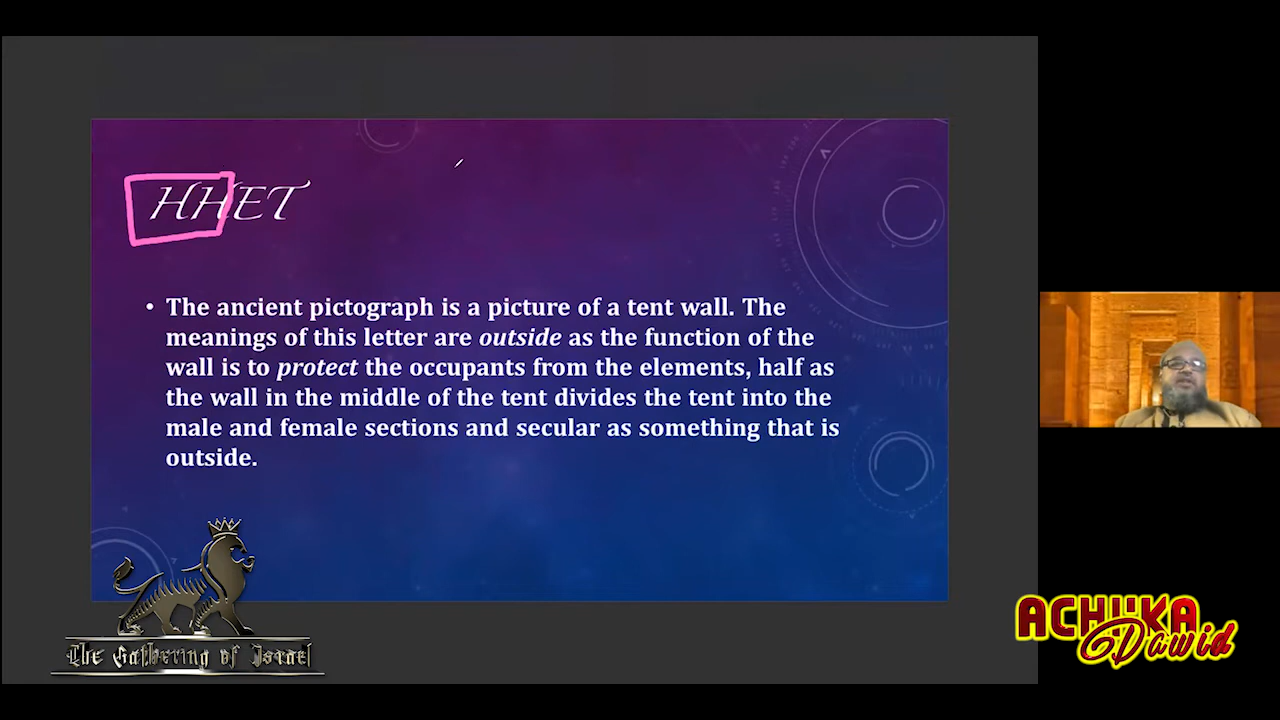 HHET
• The ancient pictograph is a picture of a tent wall. The
meanings of this letter are outside as the function of the
wall is to protect the occupants from the elements, half as
the wall in the middle of the tent divides the tent into the
male and female sections and secular as something that is
outside.
The Gathering of Israel
ACHUKA
Dawid